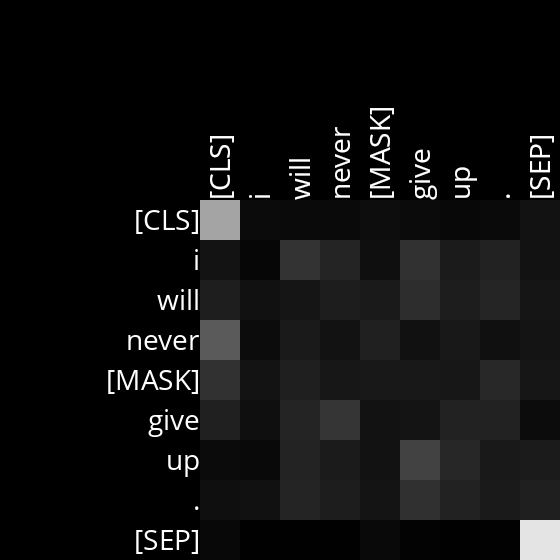 [CLS] i will never [MASK] give up . [SEP]
[CLS]
i
will
never
[MASK]
give
up
.
[SEP]